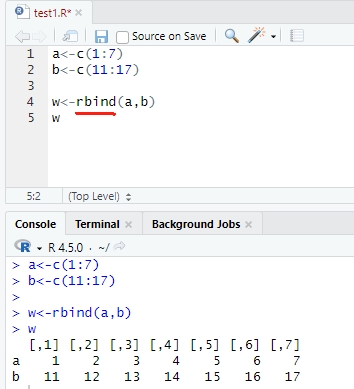 test1.R*
Source on Save
1 a<-c(1:7)
2 b<-c(11:17)
3
4 w<-rbind(a,b)
5 w
5:2 (Top Level)
Console Terminal Background Jobs
R R 4.5.0 · ~/
> a<-c(1:7)
> b<-c(11:17)
>
> w<-rbind(a,b)
> w
[,1] [,2] [,3] [,4] [,5] [,6] [,7]
a 1 2 3 4 5 6 7
b 11 12 13 14 15 16 17